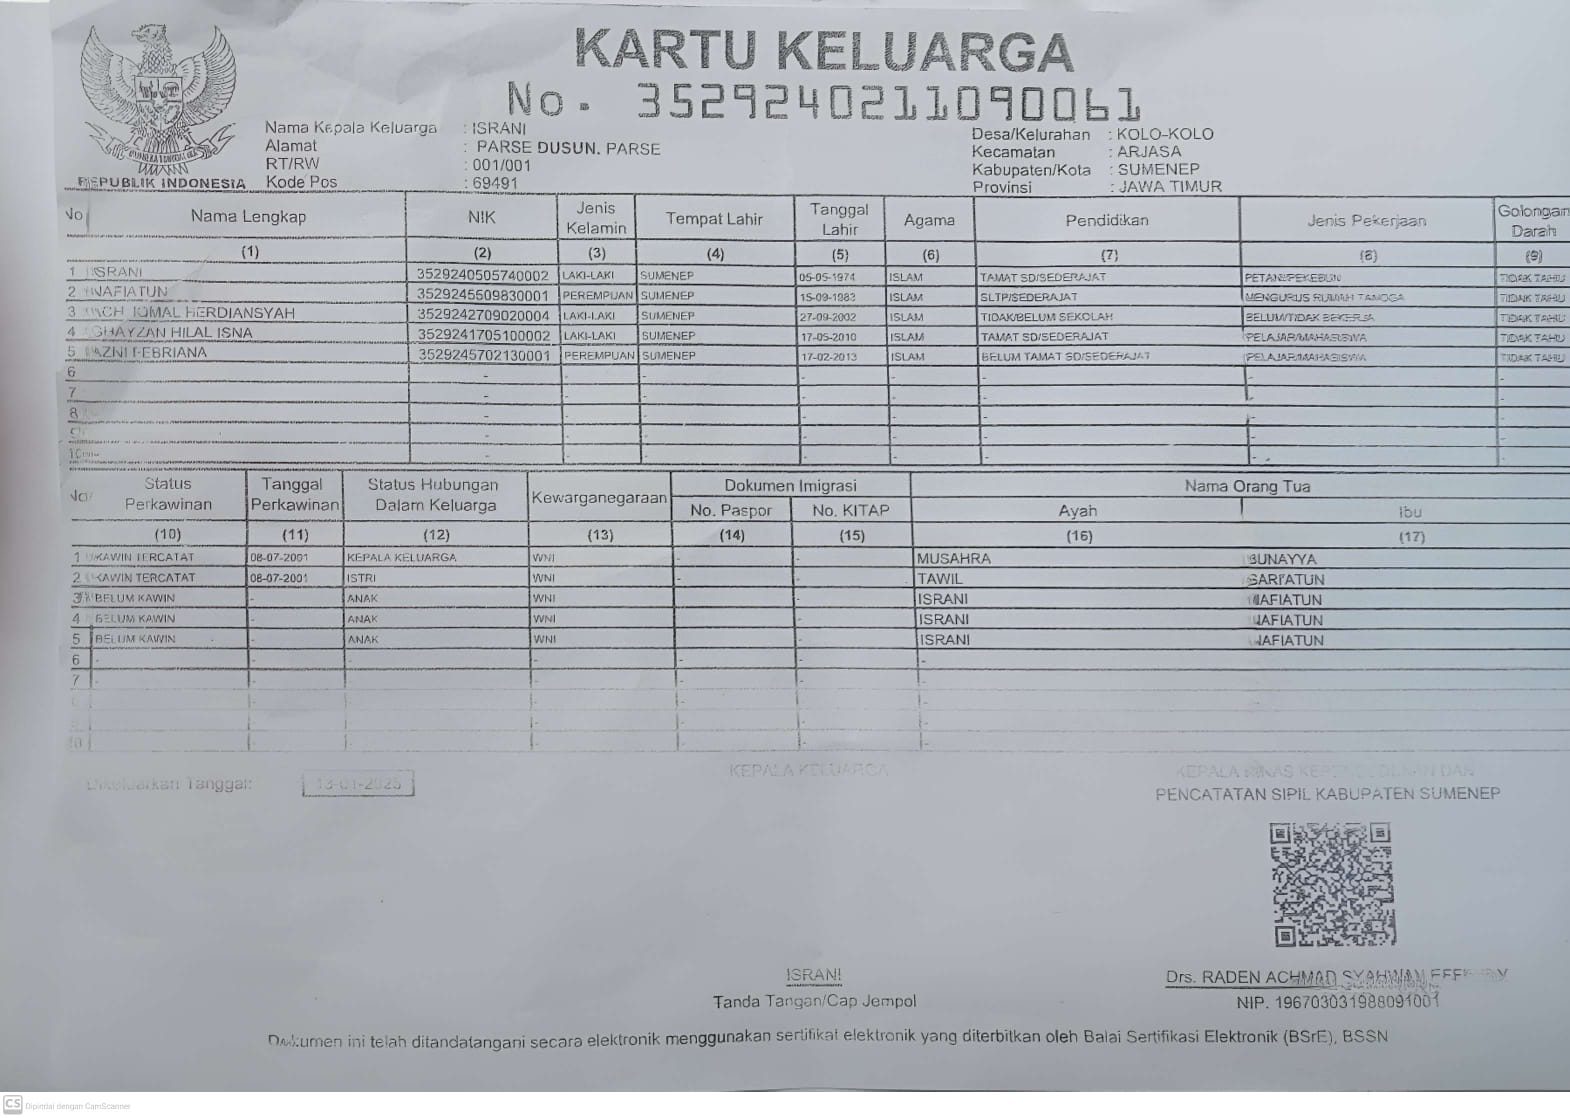 KARTU KELUARGA
No. 3529240211090061
Nama Kepala Keluarga : ISRANI
Alamat : PARSE DUSUN. PARSE
RT/RW : 001/001
Kode Pos : 69491
Desa/Kelurahan : KOLO-KOLO
Kecamatan : ARJASA
Kabupaten/Kota : SUMENEP
Provinsi : JAWA TIMUR
REPUBLIK INDONESIA
No Nama Lengkap NIK Jenis Kelamin Tempat Lahir Tanggal Lahir Agama Pendidikan Jenis Pekerjaan Golongan Darah
(1) (2) (3) (4) (5) (6) (7) (8) (9)
1 ISRANI 3529240505740002 LAKI-LAKI SUMENEP 05-05-1974 ISLAM TAMAT SD/SEDERAJAT PETANI/PEKEBUN TIDAK TAHU
2 NAFIATUN 3529245509830001 PEREMPUAN SUMENEP 15-09-1983 ISLAM SLTP/SEDERAJAT MENGURUS RUMAH TANGGA TIDAK TAHU
3 IQMAL HERDIANSYAH 3529242709020004 LAKI-LAKI SUMENEP 27-09-2002 ISLAM TIDAK/BELUM SEKOLAH BELUM/TIDAK BEKERJA TIDAK TAHU
4 GHAYZAN HILAL ISNA 3529241705100002 LAKI-LAKI SUMENEP 17-05-2010 ISLAM TAMAT SD/SEDERAJAT PELAJAR/MAHASISWA TIDAK TAHU
5 FEBRIANA 3529245702130001 PEREMPUAN SUMENEP 17-02-2013 ISLAM BELUM TAMAT SD/SEDERAJAT PELAJAR/MAHASISWA TIDAK TAHU
6 - - - - - - - -
7 - - - - - - -
8 - - - - - - - -
9 - - - - - - - -
10 - - - - - - - -
No Status Perkawinan Tanggal Perkawinan Status Hubungan Dalam Keluarga Kewarganegaraan Dokumen Imigrasi Nama Orang Tua
No. Paspor No. KITAP Ayah Ibu
(10) (11) (12) (13) (14) (15) (16) (17)
1 KAWIN TERCATAT 08-07-2001 KEPALA KELUARGA WNI - - MUSAHRA BUNAYYA
2 KAWIN TERCATAT 08-07-2001 ISTRI WNI - - TAWIL SARI'ATUN
3 BELUM KAWIN - ANAK WNI - - ISRANI NAFIATUN
4 BELUM KAWIN - ANAK WNI - - ISRANI NAFIATUN
5 BELUM KAWIN - ANAK WNI - - ISRANI NAFIATUN
6 - - - - - - -
7 - - - - - - -
- - - - - -
- - - - - -
10 - - - - - -
Dikeluarkan Tanggal: 13-01-2025
KEPALA KELUARGA
KEPALA DINAS KEPENDUDUKAN DAN
PENCATATAN SIPIL KABUPATEN SUMENEP
ISRANI
Tanda Tangan/Cap Jempol
Drs. RADEN ACHMAD SYAHWAN
NIP. 196703031988091001
Dokumen ini telah ditandatangani secara elektronik menggunakan sertifikat elektronik yang diterbitkan oleh Balai Sertifikasi Elektronik (BSrE), BSSN
CS Dipindai dengan CamScanner